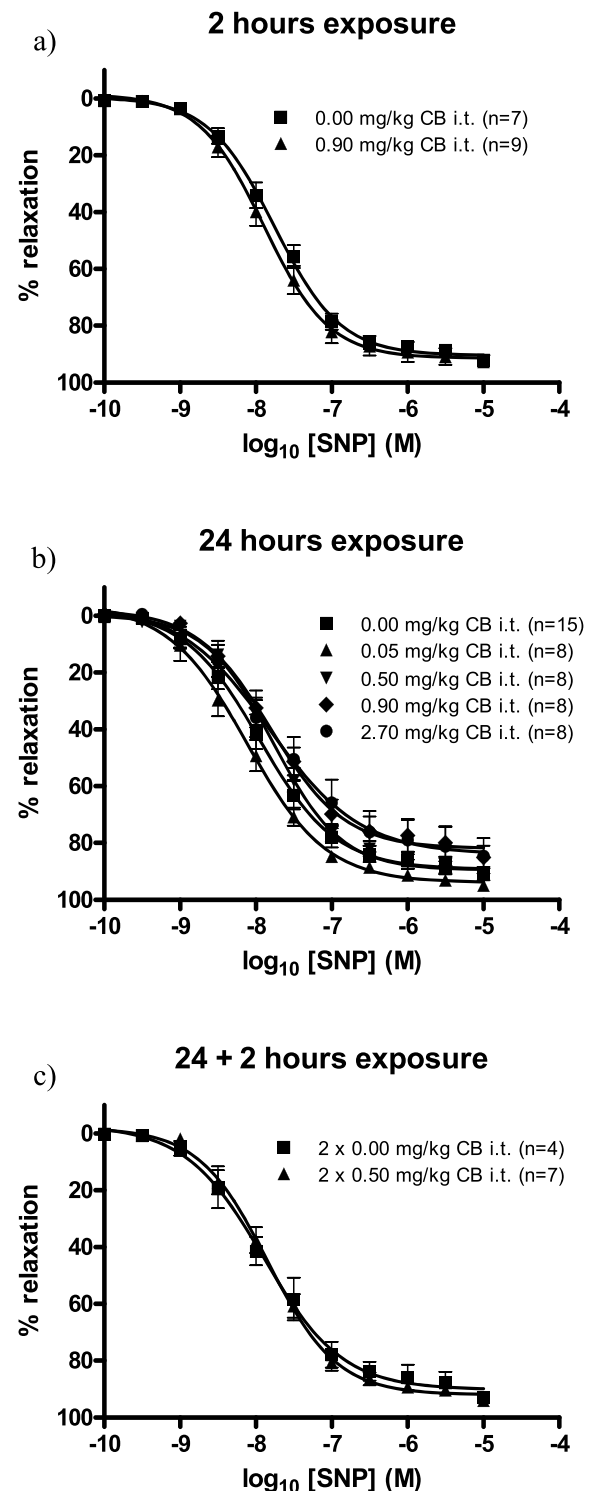 a)
2 hours exposure
0.00 mg/kg CB i.t. (n=7)
0.90 mg/kg CB i.t. (n=9)
% relaxation
0
20
40
60
80
100
-10 -9 -8 -7 -6 -5 -4
log10 [SNP] (M)
b)
24 hours exposure
0.00 mg/kg CB i.t. (n=15)
0.05 mg/kg CB i.t. (n=8)
0.50 mg/kg CB i.t. (n=8)
0.90 mg/kg CB i.t. (n=8)
2.70 mg/kg CB i.t. (n=8)
% relaxation
0
20
40
60
80
100
-10 -9 -8 -7 -6 -5 -4
log10 [SNP] (M)
c)
24 + 2 hours exposure
2 x 0.00 mg/kg CB i.t. (n=4)
2 x 0.50 mg/kg CB i.t. (n=7)
% relaxation
0
20
40
60
80
100
-10 -9 -8 -7 -6 -5 -4
log10 [SNP] (M)